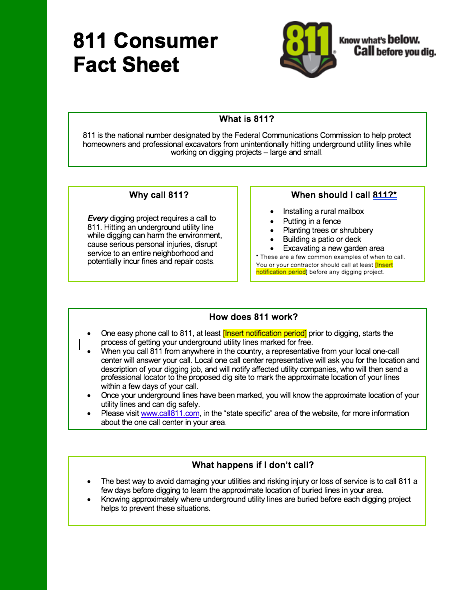 811 Consumer
Fact Sheet
811
Know what's below.
Call before you dig.
What is 811?
811 is the national number designated by the Federal Communications Commission to help protect
homeowners and professional excavators from unintentionally hitting underground utility lines while
working on digging projects – large and small.
Why call 811?
Every digging project requires a call to
811. Hitting an underground utility line
while digging can harm the environment,
cause serious personal injuries, disrupt
service to an entire neighborhood and
potentially incur fines and repair costs.
When should I call 811?*
• Installing a rural mailbox
• Putting in a fence
• Planting trees or shrubbery
• Building a patio or deck
• Excavating a new garden area
* These are a few common examples of when to call.
You or your contractor should call at least [Insert
notification period] before any digging project.
How does 811 work?
• One easy phone call to 811, at least [Insert notification period] prior to digging, starts the
process of getting your underground utility lines marked for free.
• When you call 811 from anywhere in the country, a representative from your local one-call
center will answer your call. Local one call center representative will ask you for the location and
description of your digging job, and will notify affected utility companies, who will then send a
professional locator to the proposed dig site to mark the approximate location of your lines
within a few days of your call.
• Once your underground lines have been marked, you will know the approximate location of your
utility lines and can dig safely.
• Please visit www.call811.com, in the "state specific" area of the website, for more information
about the one call center in your area.
What happens if I don't call?
• The best way to avoid damaging your utilities and risking injury or loss of service is to call 811 a
few days before digging to learn the approximate location of buried lines in your area.
• Knowing approximately where underground utility lines are buried before each digging project
helps to prevent these situations.